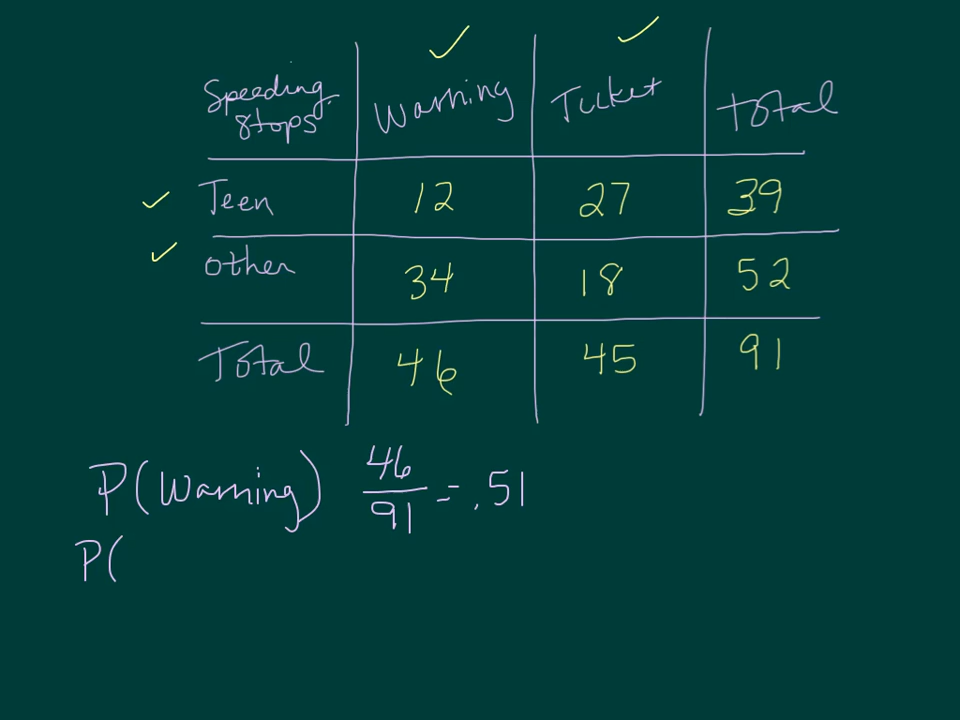 Speeding Stops Warning Ticket Total
Teen 12 27 39
Other 34 18 52
Total 46 45 91
P(Warning) 46/91 = .51
P(